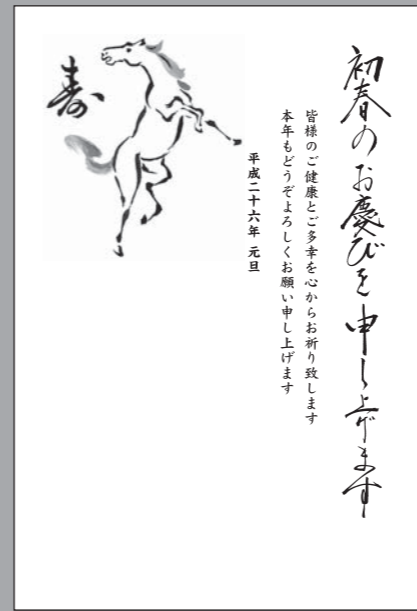 初春のお慶びを申し上げます
皆様のご健康とご多幸を心からお祈り致します
本年もどうぞよろしくお願い申し上げます
平成二十六年 元旦
寿